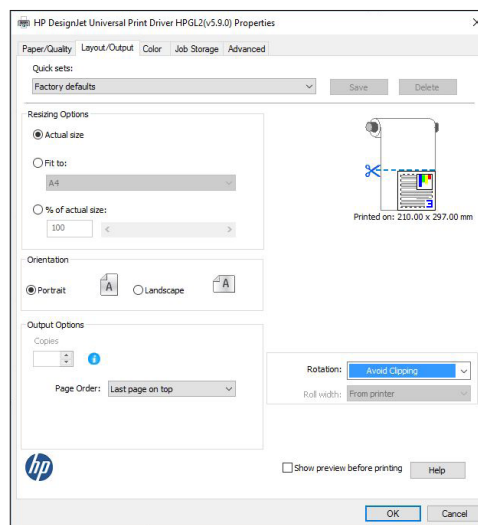 HP DesignJet Universal Print Driver HPGL2(v5.9.0) Properties
Paper/Quality Layout/Output Color Job Storage Advanced
Quick sets:
Factory defaults
Save Delete
Resizing Options
Actual size
Fit to:
A4
% of actual size:
100
3
Printed on: 210.00 x 297.00 mm
Orientation
Portrait A Landscape A
Output Options
Copies
Page Order: Last page on top
Rotation: Avoid Clipping
Roll width: From printer
hp
Show preview before printing Help
OK Cancel